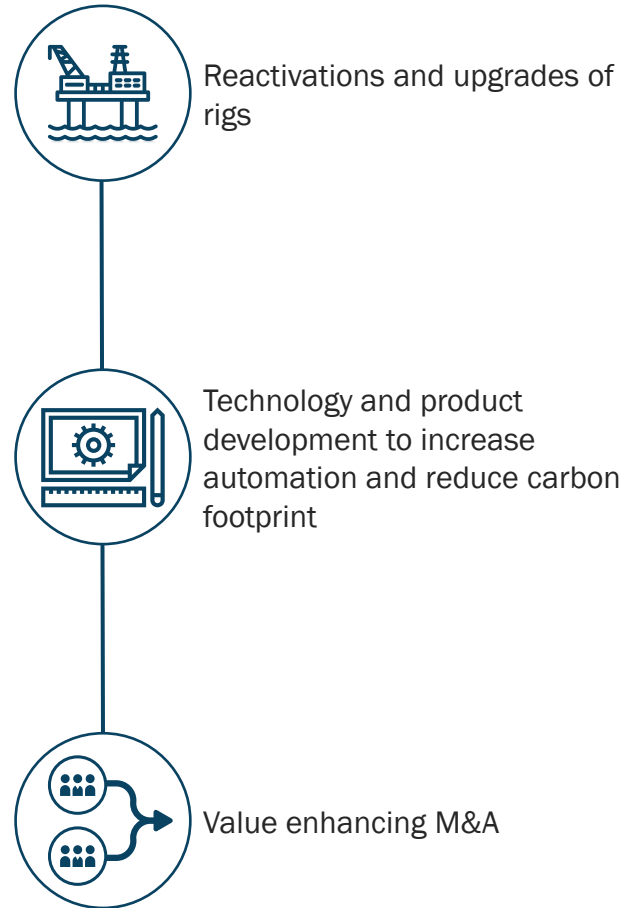 Reactivations and upgrades of
rigs
Technology and product
development to increase
automation and reduce carbon
footprint
Value enhancing M&A